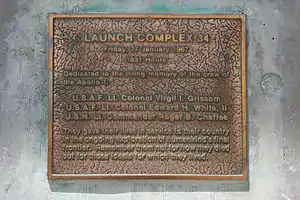 LAUNCH COMPLEX 34
Friday, 27 January 1967
1831 Hours
Dedicated to the living memory of the crew of
the Apollo 1:
U.S.A.F. Lt. Colonel Virgil I. Grissom
U.S.A.F. Lt. Colonel Edward H. White, II
U.S.N. Lt. Commander Roger B. Chaffee
They gave their lives in service to their country
in the ongoing exploration of humankind's final
frontier. Remember them not for how they died
but for those ideals for which they lived.